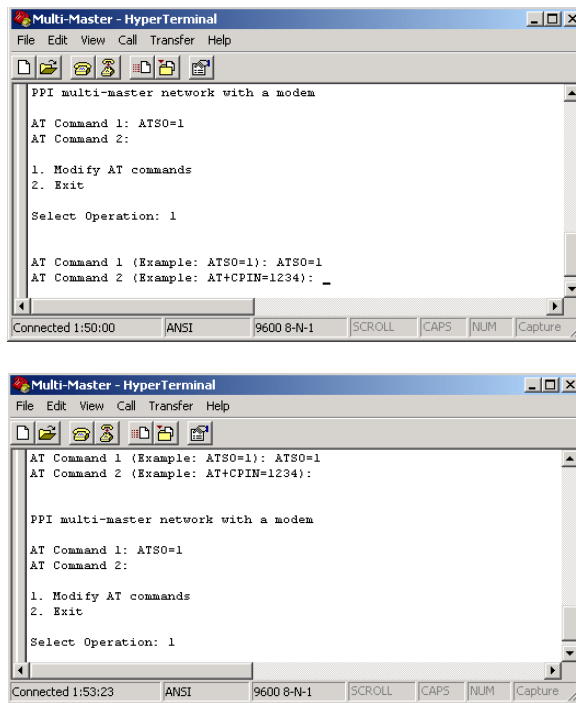 Multi-Master - HyperTerminal
File Edit View Call Transfer Help
PPI multi-master network with a modem
AT Command 1: ATS0=1
AT Command 2:
1. Modify AT commands
2. Exit
Select Operation: 1
AT Command 1 (Example: ATS0=1): ATS0=1
AT Command 2 (Example: AT+CPIN=1234): _
Connected 1:50:00 ANSI 9600 8-N-1 SCROLL CAPS NUM Capture
Multi-Master - HyperTerminal
File Edit View Call Transfer Help
AT Command 1 (Example: ATS0=1): ATS0=1
AT Command 2 (Example: AT+CPIN=1234):
PPI multi-master network with a modem
AT Command 1: ATS0=1
AT Command 2:
1. Modify AT commands
2. Exit
Select Operation: 1
Connected 1:53:23 ANSI 9600 8-N-1 SCROLL CAPS NUM Capture